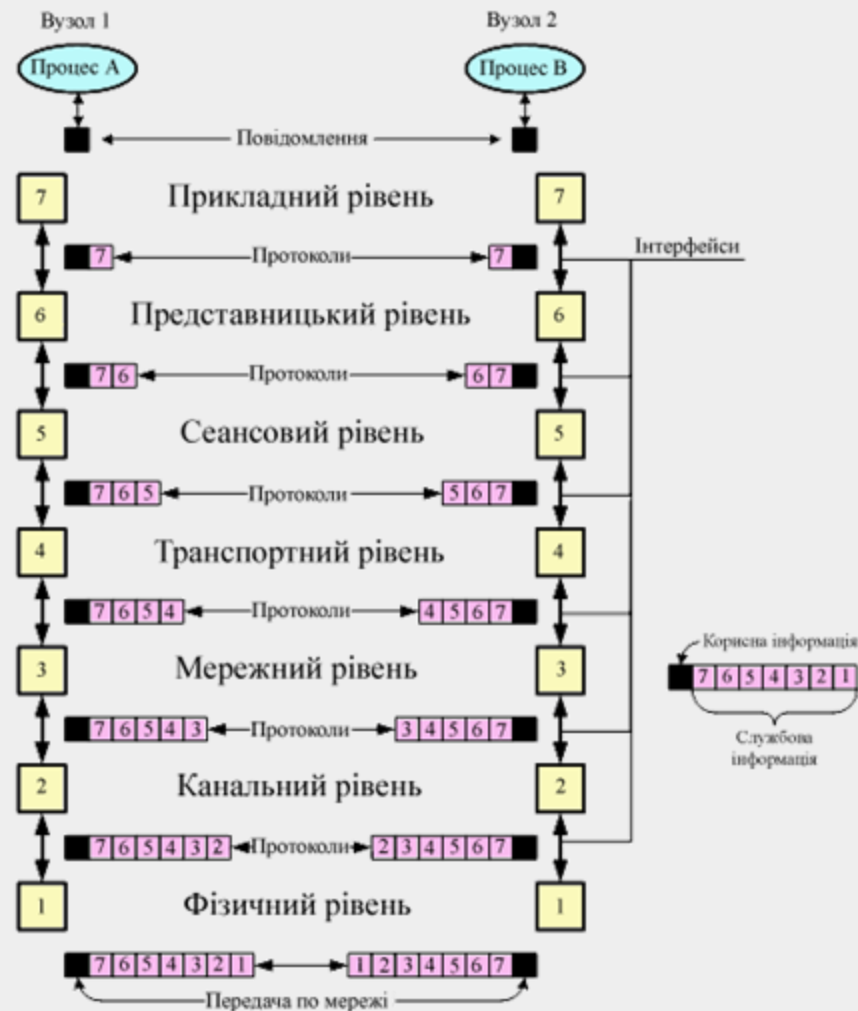 Вузол 1 Вузол 2
Процес А Процес В
Повідомлення
7 Прикладний рівень 7
7 Протоколи 7
Інтерфейси
6 Представницький рівень 6
7 6 Протоколи 6 7
5 Сеансовий рівень 5
7 6 5 Протоколи 5 6 7
4 Транспортний рівень 4
7 6 5 4 Протоколи 4 5 6 7
Корисна інформація
3 Мережний рівень 3
7 6 5 4 3 2 1
7 6 5 4 3 Протоколи 3 4 5 6 7
Службова
інформація
2 Канальний рівень 2
7 6 5 4 3 2 Протоколи 2 3 4 5 6 7
1 Фізичний рівень 1
7 6 5 4 3 2 1 1 2 3 4 5 6 7
Передача по мережі